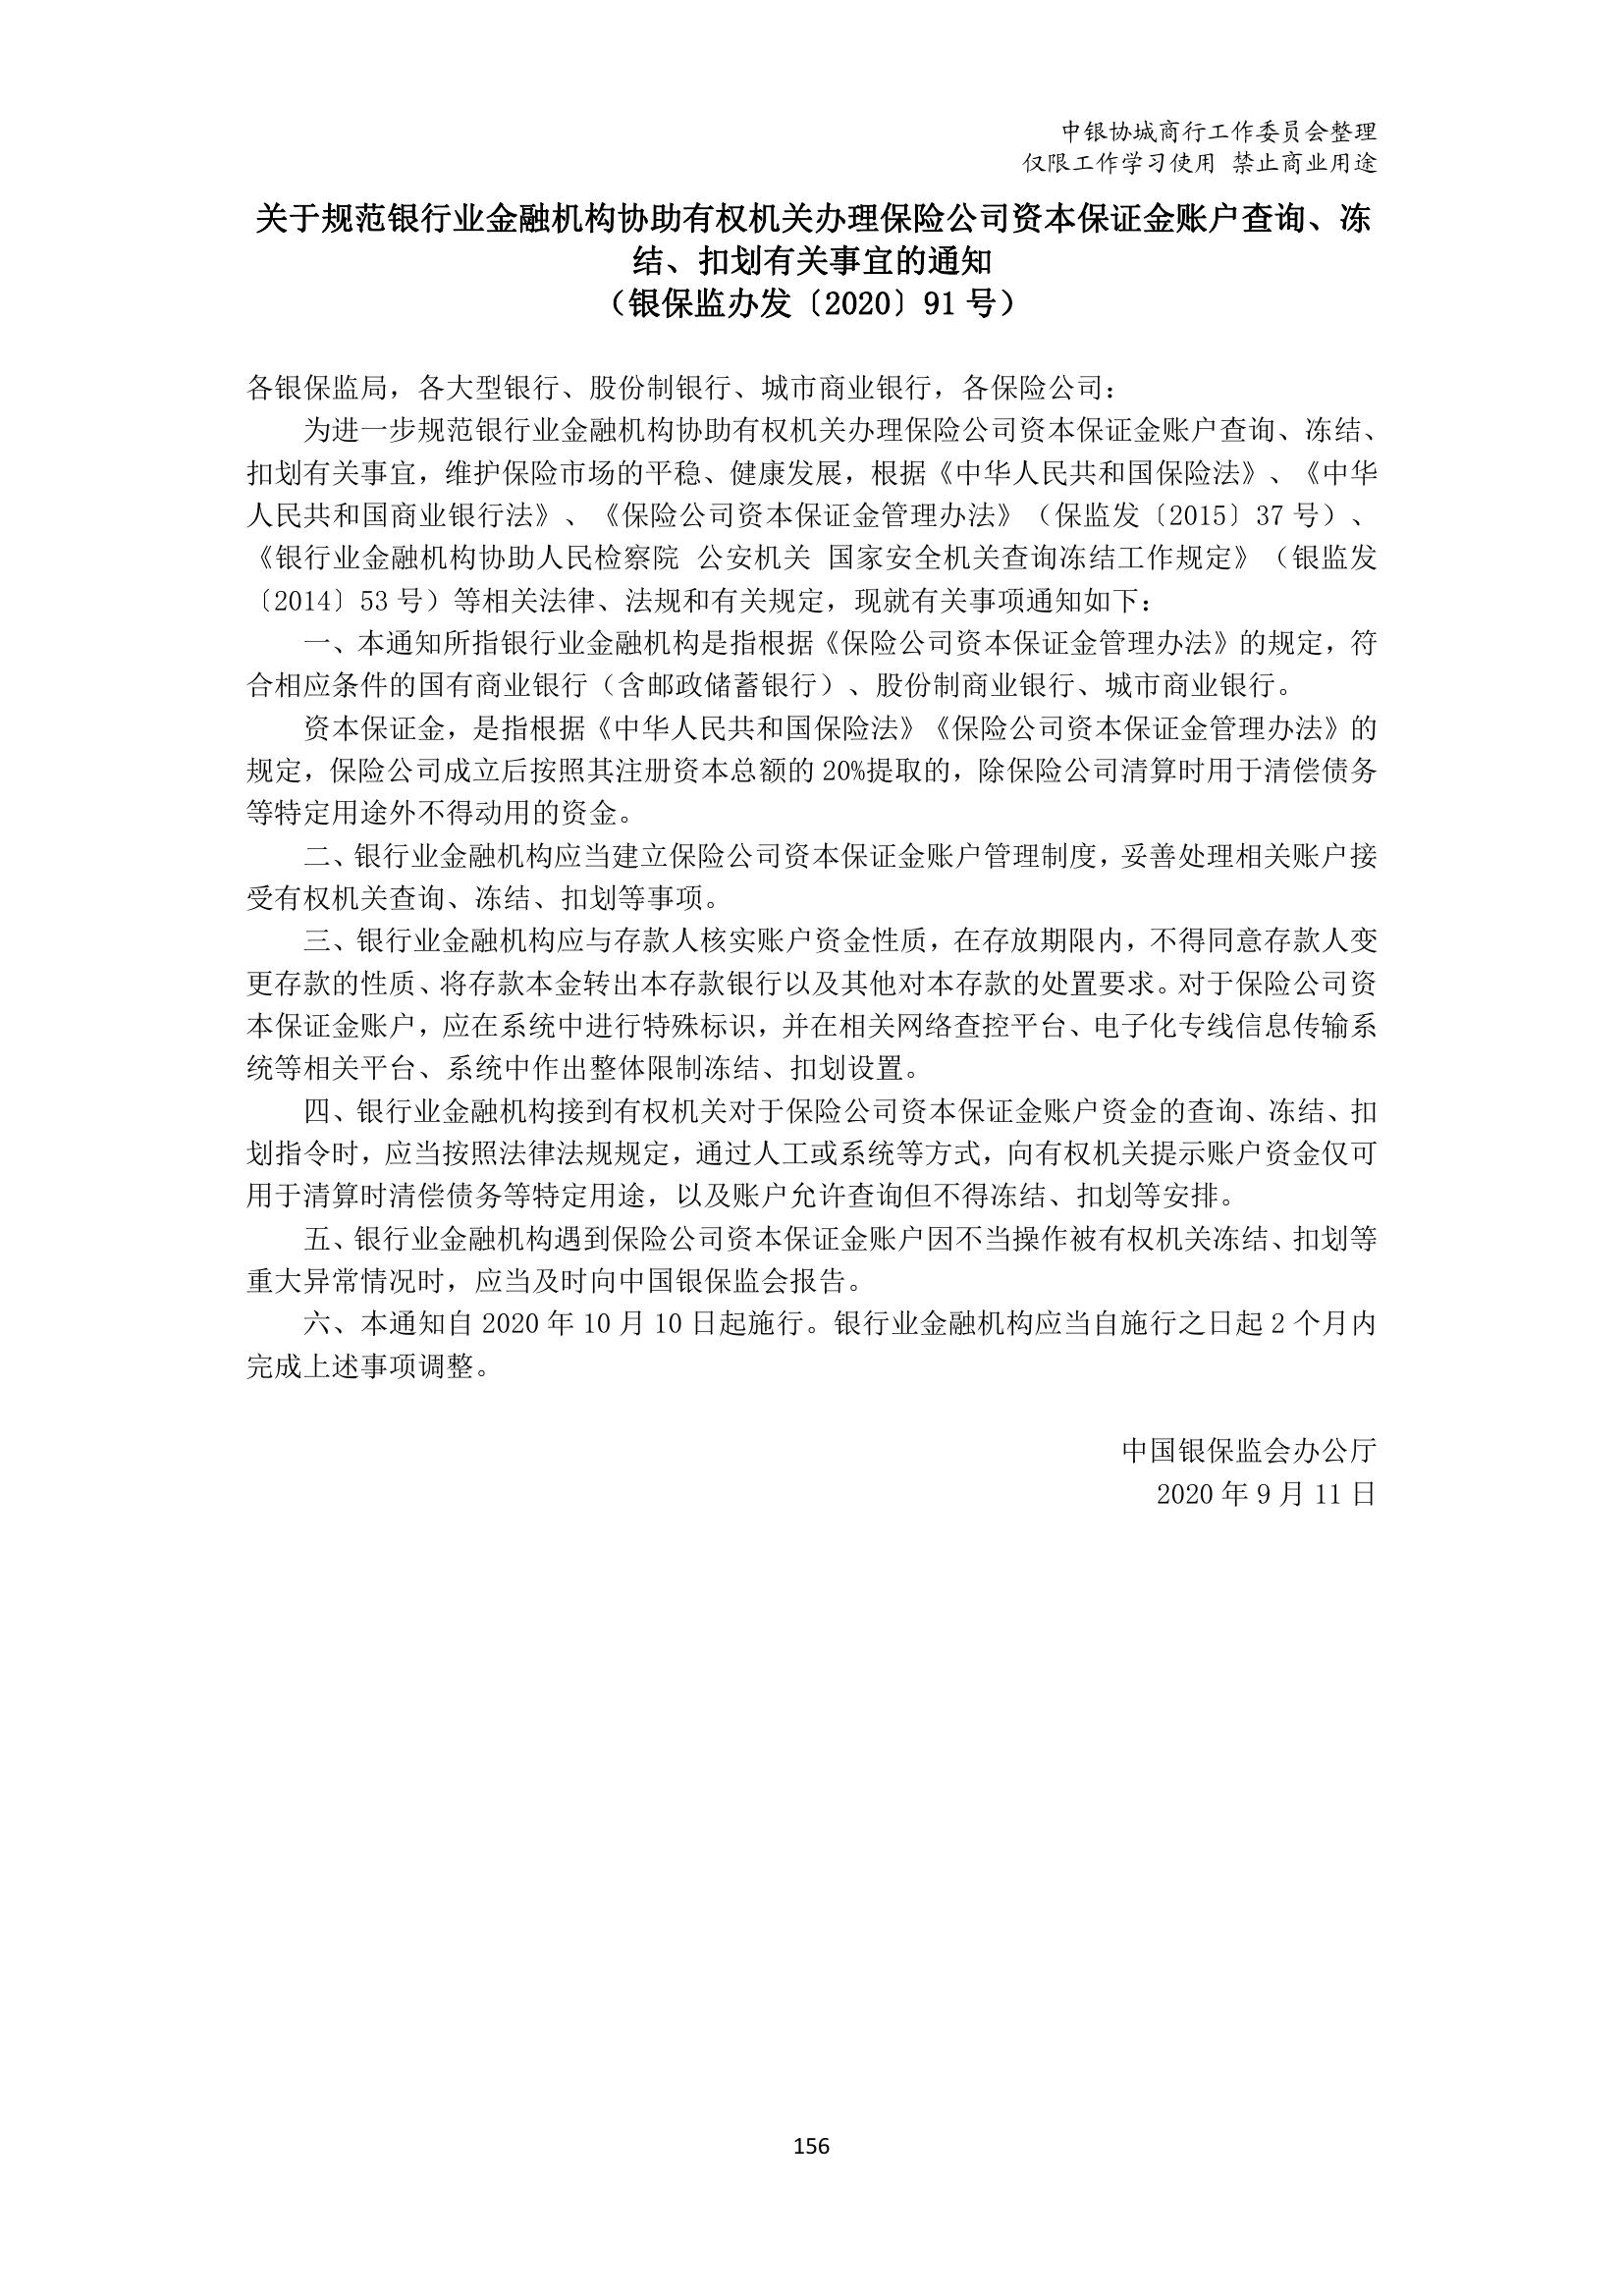 中银协城商行工作委员会整理
仅限工作学习使用 禁止商业用途
关于规范银行业金融机构协助有权机关办理保险公司资本保证金账户查询、冻
结、扣划有关事宜的通知
（银保监办发〔2020〕91 号）
各银保监局，各大型银行、股份制银行、城市商业银行，各保险公司：
为进一步规范银行业金融机构协助有权机关办理保险公司资本保证金账户查询、冻结、
扣划有关事宜，维护保险市场的平稳、健康发展，根据《中华人民共和国保险法》、《中华
人民共和国商业银行法》、《保险公司资本保证金管理办法》（保监发〔2015〕37 号）、
《银行业金融机构协助人民检察院 公安机关 国家安全机关查询冻结工作规定》（银监发
〔2014〕53 号）等相关法律、法规和有关规定，现就有关事项通知如下：
一、本通知所指银行业金融机构是指根据《保险公司资本保证金管理办法》的规定，符
合相应条件的国有商业银行（含邮政储蓄银行）、股份制商业银行、城市商业银行。
资本保证金，是指根据《中华人民共和国保险法》《保险公司资本保证金管理办法》的
规定，保险公司成立后按照其注册资本总额的 20%提取的，除保险公司清算时用于清偿债务
等特定用途外不得动用的资金。
二、银行业金融机构应当建立保险公司资本保证金账户管理制度，妥善处理相关账户接
受有权机关查询、冻结、扣划等事项。
三、银行业金融机构应与存款人核实账户资金性质，在存放期限内，不得同意存款人变
更存款的性质、将存款本金转出本存款银行以及其他对本存款的处置要求。对于保险公司资
本保证金账户，应在系统中进行特殊标识，并在相关网络查控平台、电子化专线信息传输系
统等相关平台、系统中作出整体限制冻结、扣划设置。
四、银行业金融机构接到有权机关对于保险公司资本保证金账户资金的查询、冻结、扣
划指令时，应当按照法律法规规定，通过人工或系统等方式，向有权机关提示账户资金仅可
用于清算时清偿债务等特定用途，以及账户允许查询但不得冻结、扣划等安排。
五、银行业金融机构遇到保险公司资本保证金账户因不当操作被有权机关冻结、扣划等
重大异常情况时，应当及时向中国银保监会报告。
六、本通知自 2020 年 10 月 10 日起施行。银行业金融机构应当自施行之日起 2 个月内
完成上述事项调整。
中国银保监会办公厅
2020 年 9 月 11 日
156